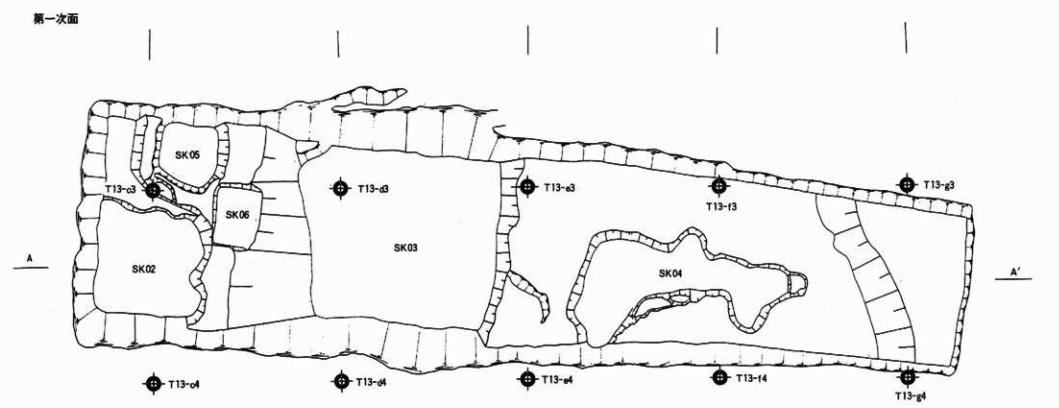 第一次面
SK05
T13-c3
T13-d3
T13-e3
T13-f3
T13-g3
SK06
SK03
A
SK02
SK04
A'
T13-c4
T13-d4
T13-e4
T13-f4
T13-g4